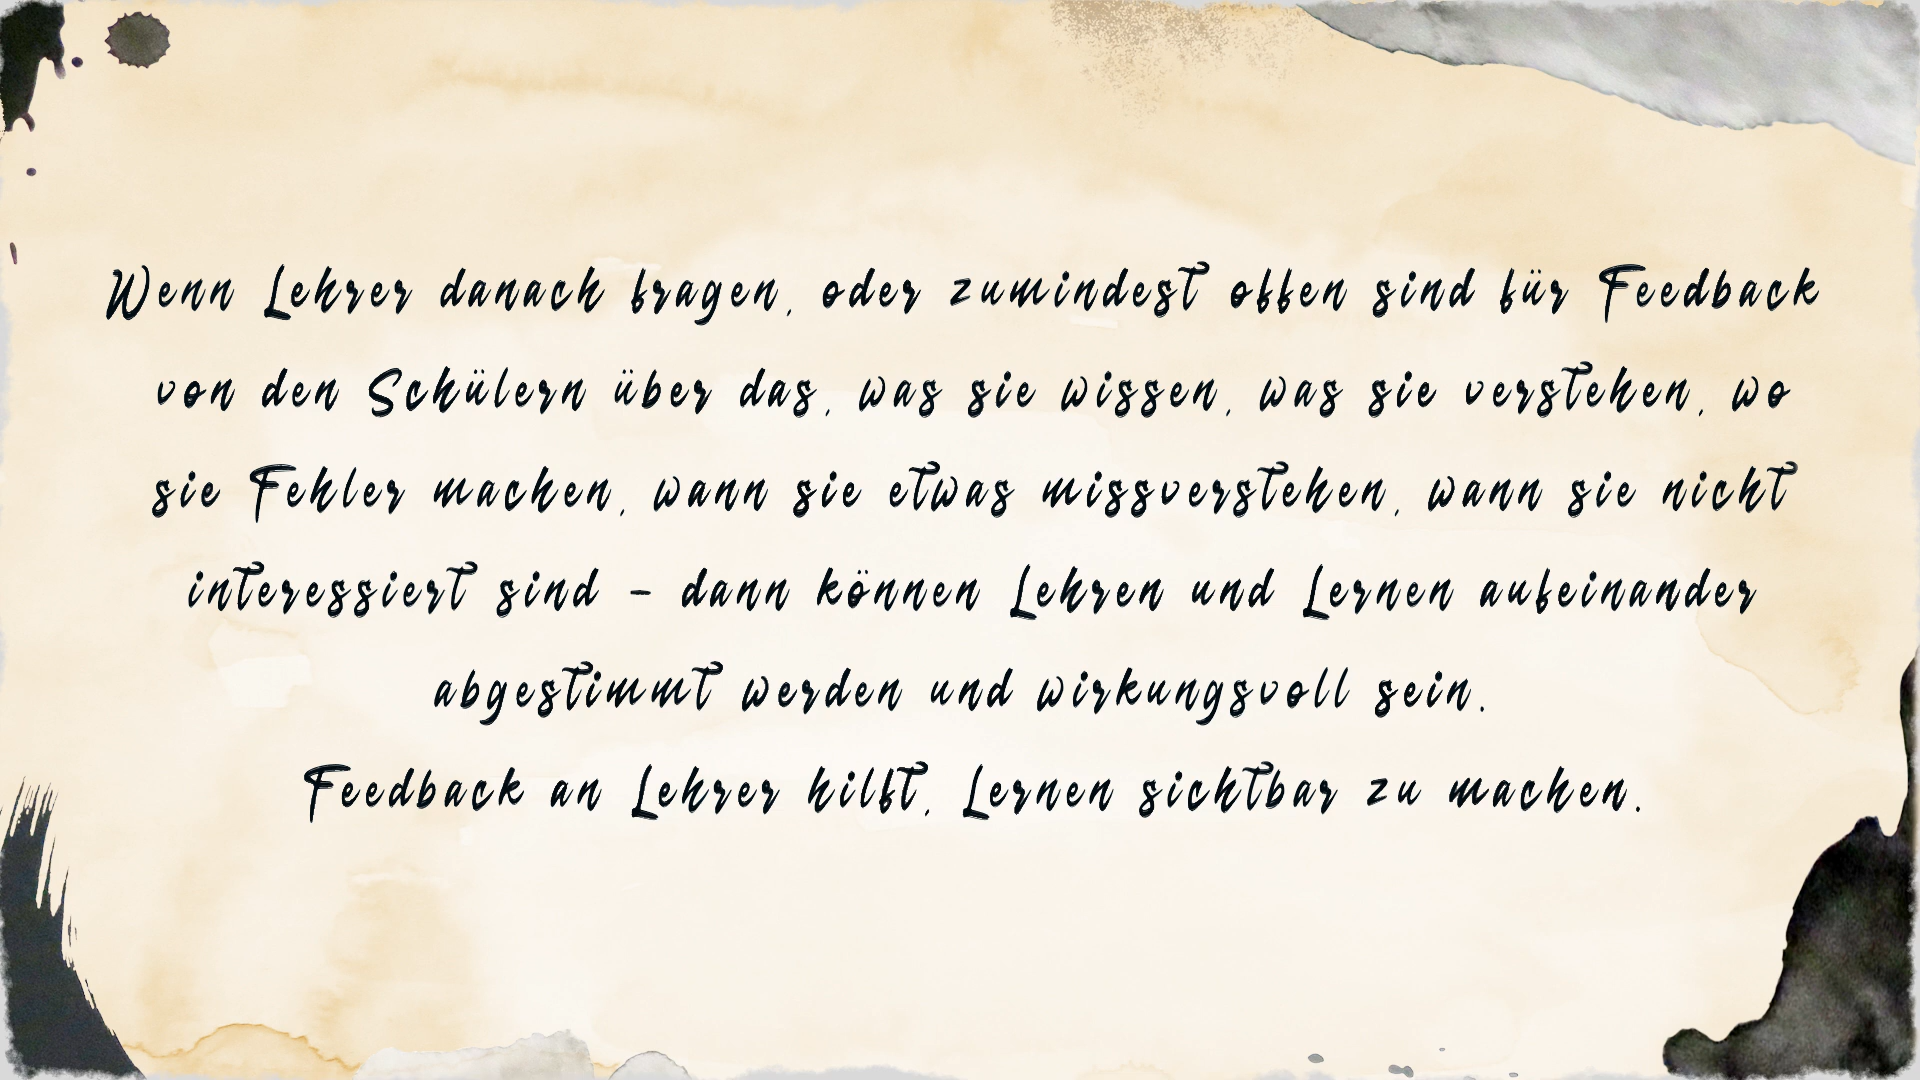 Wenn Lehrer danach fragen, oder zumindest offen sind für Feedback
von den Schülern über das, was sie wissen, was sie verstehen, wo
sie Fehler machen, wann sie etwas missverstehen, wann sie nicht
interessiert sind – dann können Lehren und Lernen aufeinander
abgestimmt werden und wirkungsvoll sein.
Feedback an Lehrer hilft, Lernen sichtbar zu machen.